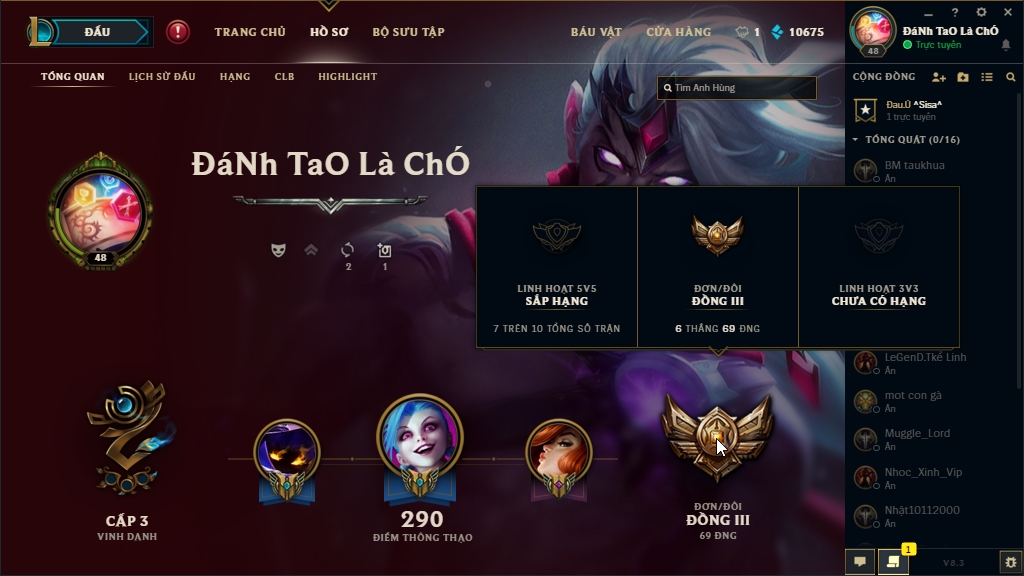 ĐẤU
TRANG CHỦ
HỒ SƠ
BỘ SƯU TẬP
BÁU VẬT
CỬA HÀNG
1
10675
48
ĐáNh TaO Là ChÓ
Trực tuyến
TỔNG QUAN
LỊCH SỬ ĐẤU
HẠNG
CLB
HIGHLIGHT
Tìm Anh Hùng
CỘNG ĐỒNG
Đau.Ú ^Sisa^
1 trực tuyến
TỔNG QUÁT (0/16)
BM taukhua
Ẩn
ĐáNh TaO Là ChÓ
48
2
1
LINH HOẠT 5V5
SẮP HẠNG
7 TRÊN 10 TỔNG SỐ TRẬN
ĐƠN/ĐÔI
ĐỒNG III
6 THẮNG 69 ĐNG
LINH HOẠT 3V3
CHƯA CÓ HẠNG
LeGenD.Tkế Linh
Ẩn
mot con gà
Ẩn
Muggle_Lord
Ẩn
Nhoc_Xinh_Vip
Ẩn
Nhật10112000
Ẩn
CẤP 3
VINH DANH
290
ĐIỂM THÔNG THẠO
ĐƠN/ĐÔI
ĐỒNG III
69 ĐNG
1
V8.3